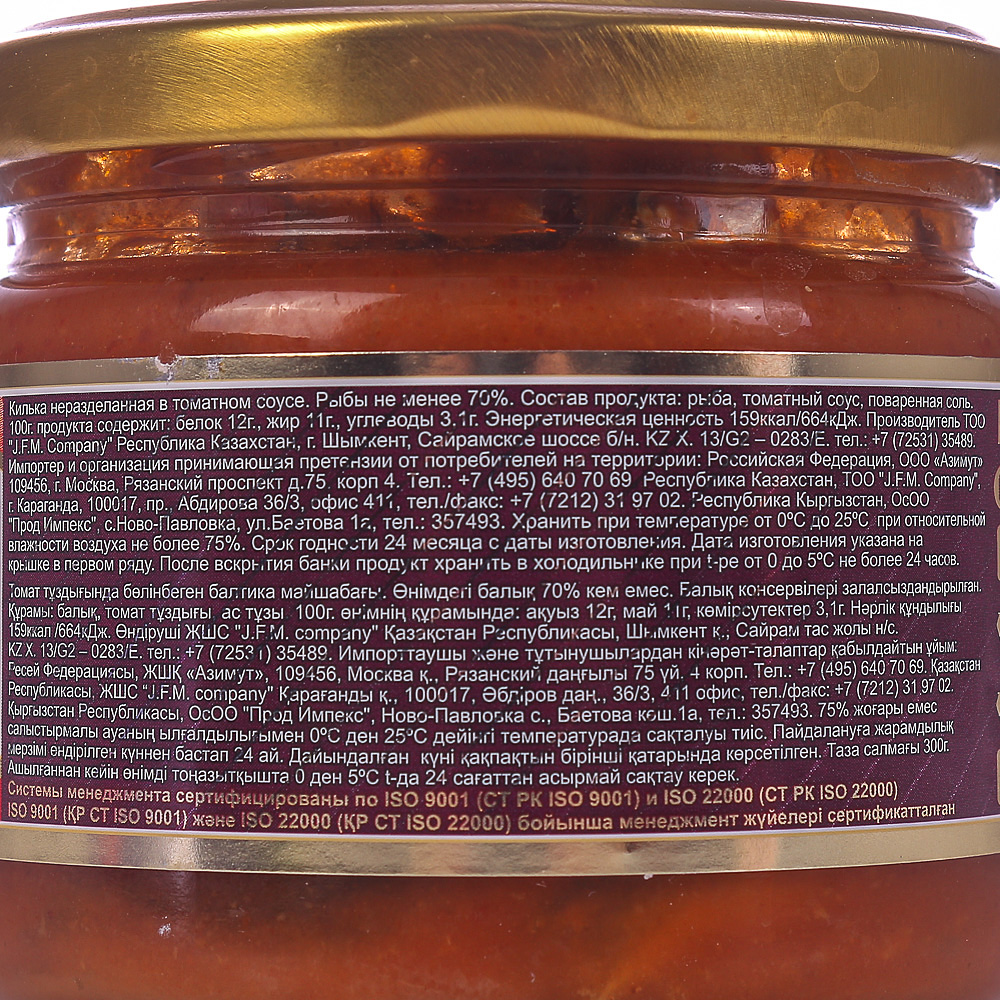 Килька неразделанная в томатном соусе. Рыбы не менее 70%. Состав продукта: рыба, томатный соус, поваренная соль.
100г. продукта содержит: белок 12г., жир 11г., углеводы 3,1г. Энергетическая ценность 159ккал/664кДж. Производитель ТОО
"J.F.M. Company" Республика Казахстан, г. Шымкент, Сайрамское шоссе б/н. KZ X. 13/G2 – 0283/E. тел.: +7 (72531) 35489.
Импортер и организация принимающая претензии от потребителей на территории: Российская Федерация, ООО «Азимут»
109456, г. Москва, Рязанский проспект д.75. корп 4. Тел.: +7 (495) 640 70 69, Республика Казахстан, ТОО "J.F.M. Company",
г. Караганда, 100017, пр., Абдирова 36/3, офис 411, тел./факс: +7 (7212) 31 97 02. Республика Кыргызстан, ОсОО
"Прод Импекс", с.Ново-Павловка, ул.Баетова 1а, тел.: 357493. Хранить при температуре от 0ºС до 25ºС при относительной
влажности воздуха не более 75%. Срок годности 24 месяца с даты изготовления. Дата изготовления указана на
крышке в первом ряду. После вскрытия банки продукт хранить в холодильнике при t-ре от 0 до 5ºС не более 24 часов.
Томат тұздығында бөлінбеген балтика майшабағы. Өнімдегі балық 70% кем емес. Балық консервілері залалсыздандырылған.
Құрамы: балық, томат тұздығы, ас тұзы. 100г. өнімнің құрамында: ақуыз 12г, май 11г, көмірсутектер 3,1г. Нәрлік құндылығы
159ккал /664кДж. Өндіруші ЖШС "J.F.M. company" Қазақстан Республикасы, Шымкент қ., Сайрам тас жолы н/с.
KZ X. 13/G2 – 0283/E. тел.: +7 (72531) 35489. Импорттаушы және тұтынушылардан кінәрәт-талаптар қабылдайтын ұйым:
Ресей Федерациясы, ЖШҚ «Азимут», 109456, Москва қ., Рязанский даңғылы 75 үй. 4 корп. Тел.: +7 (495) 640 70 69. Қазақстан
Республикасы, ЖШС "J.F.M. company" Қарағанды қ., 100017, Әбдіров даң., 36/3, 411 офис, тел./факс: +7 (7212) 31 97 02.
Кыргызстан Республикасы, ОсОО "Прод Импекс", Ново-Павловка с., Баетова көш.1а, тел.: 357493. 75% жоғары емес
салыстырмалы ауаның ылғалдылығымен 0ºС ден 25ºС дейінгі температурада сақталуы тиіс. Пайдалануға жарамдылық
мерзімі өндірілген күннен бастап 24 ай. Дайындалған күні қақпақтың бірінші қатарында көрсетілген. Таза салмағы 300г.
Ашылғаннан кейін өнімді тоңазытқышта 0 ден 5ºС t-да 24 сағаттан асырмай сақтау керек.
Системы менеджмента сертифицированы по ISO 9001 (СТ РК ISO 9001) и ISO 22000 (СТ РК ISO 22000)
ISO 9001 (ҚР СТ ISO 9001) және ISO 22000 (ҚР СТ ISO 22000) бойынша менеджмент жүйелері сертификатталған